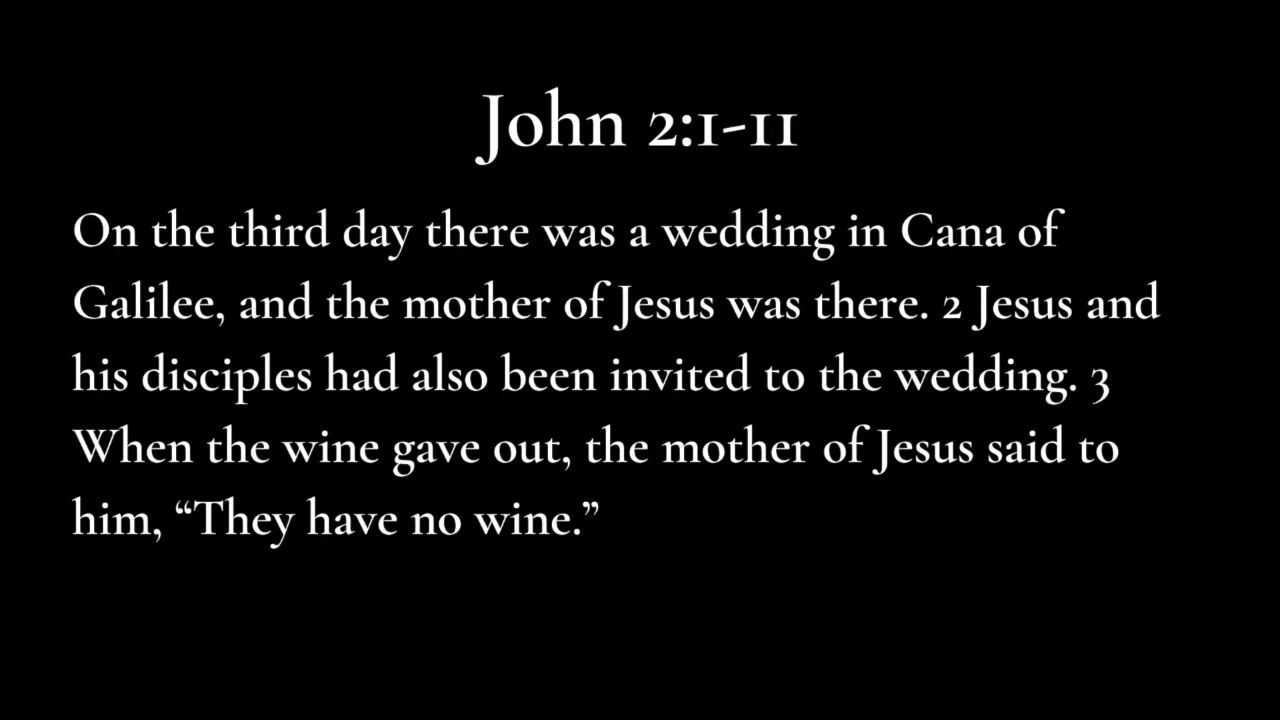 John 2:1-11
On the third day there was a wedding in Cana of
Galilee, and the mother of Jesus was there. 2 Jesus and
his disciples had also been invited to the wedding. 3
When the wine gave out, the mother of Jesus said to
him, “They have no wine.”